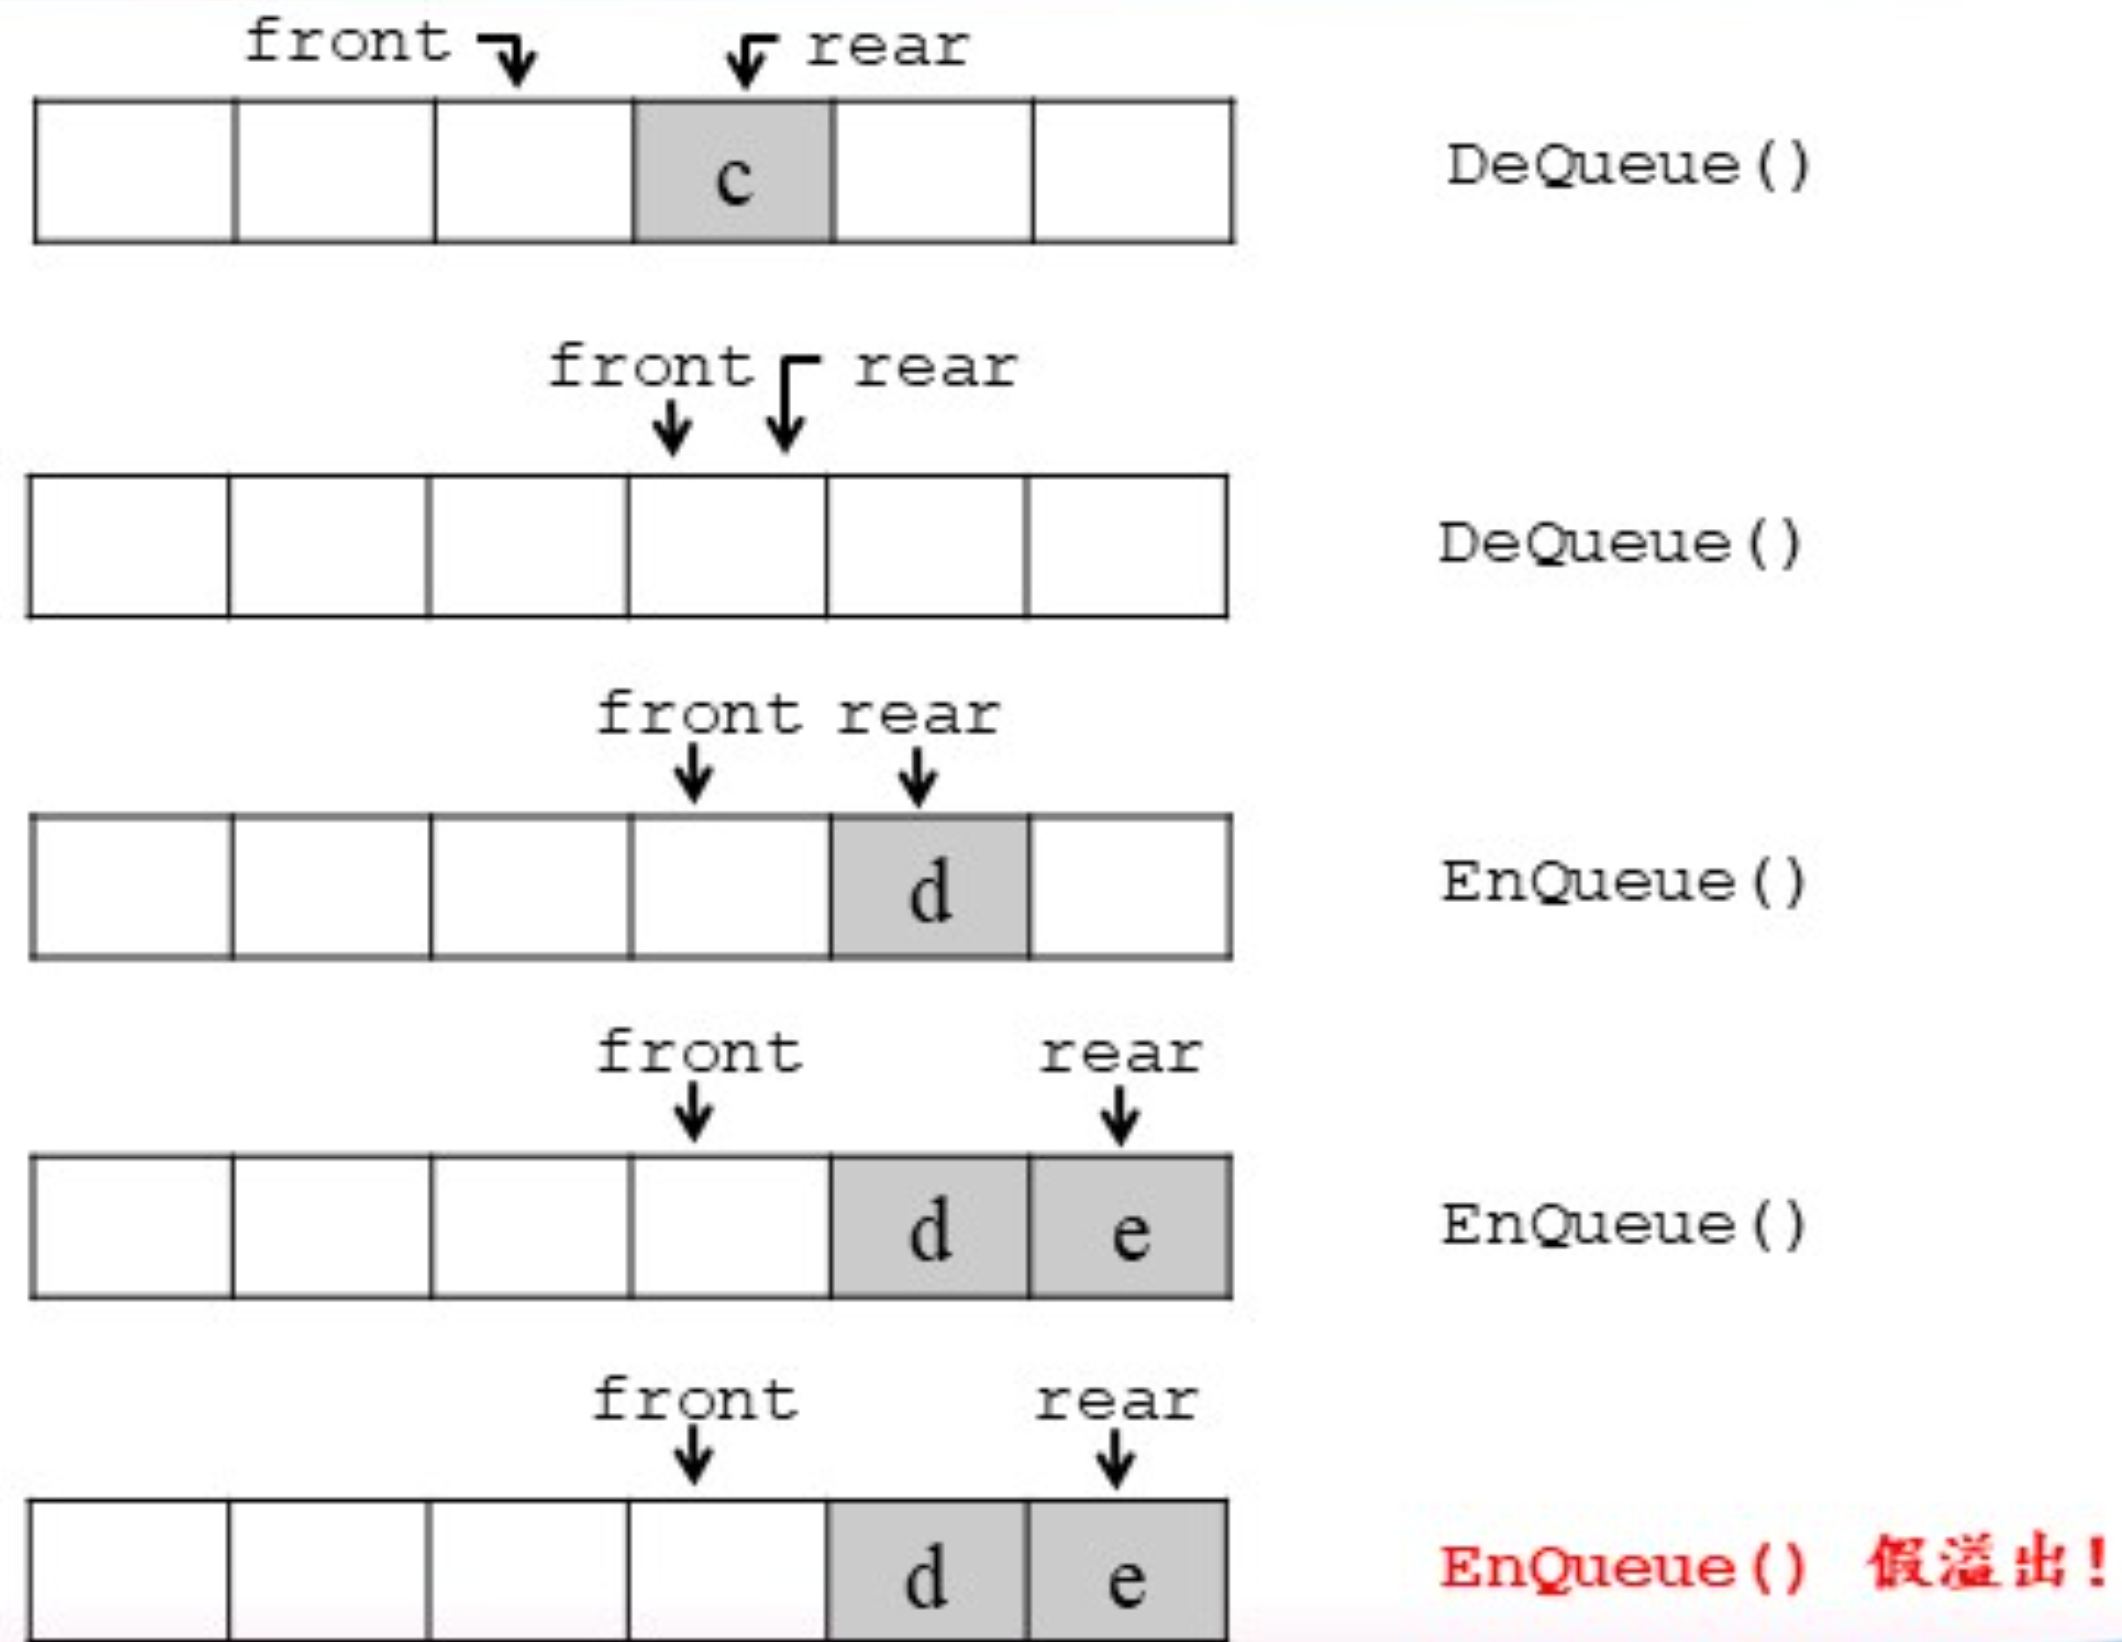 front rear
c DeQueue()
front rear
DeQueue()
front rear
d EnQueue()
front rear
d e EnQueue()
front rear
d e EnQueue() 假溢出!